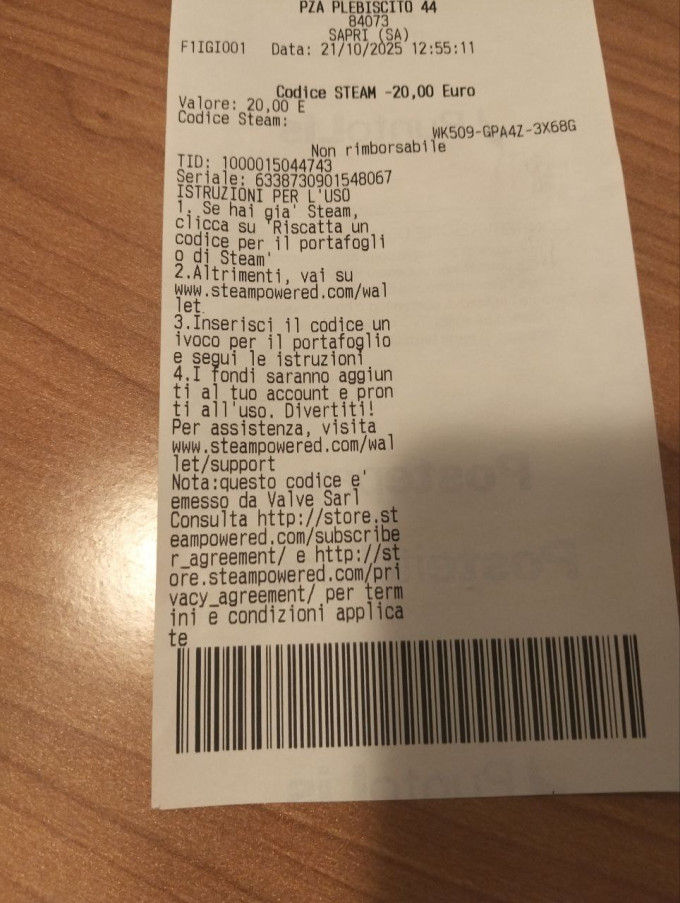 PZA PLEBISCITO 44
84073
SAPRI (SA)
F1IGI001 Data: 21/10/2025 12:55:11
Codice STEAM -20,00 Euro
Valore: 20,00 E
Codice Steam:
WK509-GPA4Z-3X68G
Non rimborsabile
TID: 1000015044743
Seriale: 6338730901548067
ISTRUZIONI PER L'USO
1. Se hai gia' Steam,
clicca su 'Riscatta un
codice per il portafogli
o di Steam'
2.Altrimenti, vai su
www.steampowered.com/wal
let
3.Inserisci il codice un
ivoco per il portafoglio
e segui le istruzioni
4.I fondi saranno aggiun
ti al tuo account e pron
ti all'uso. Divertiti!
Per assistenza, visita
www.steampowered.com/wal
let/support
Nota:questo codice e'
emesso da Valve Sarl
Consulta http://store.st
eampowered.com/subscribe
r_agreement/ e http://st
ore.steampowered.com/pri
vacy_agreement/ per term
ini e condizioni applica
te